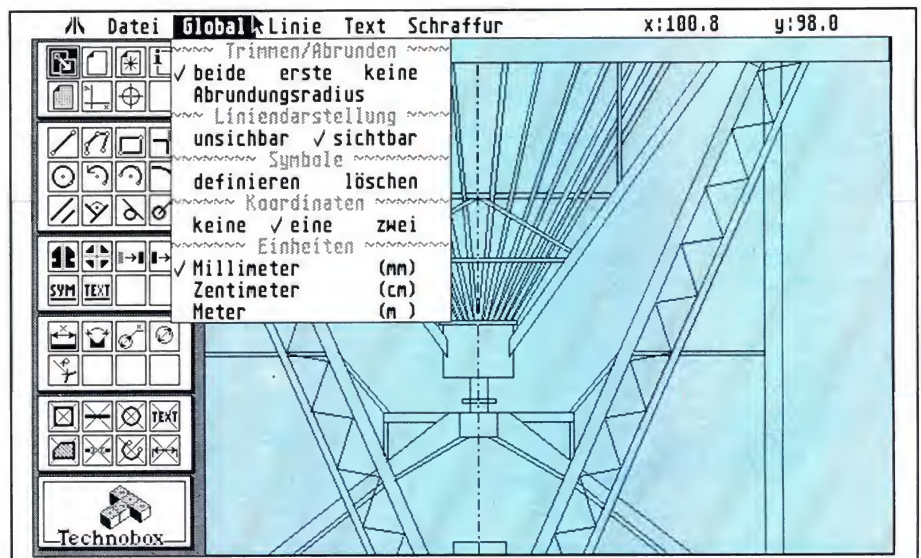 Datei Global Linie Text Schraffur x:100.8 y:98.0
Trimmen/Abrunden
✓ beide erste keine
Abrundungsradius
Liniendarstellung
unsichbar ✓ sichtbar
Symbole
definieren löschen
Koordinaten
keine ✓ eine zwei
Einheiten
✓ Millimeter (mm)
Zentimeter (cm)
Meter (m )
SYM TEXT
TEXT
Technobox